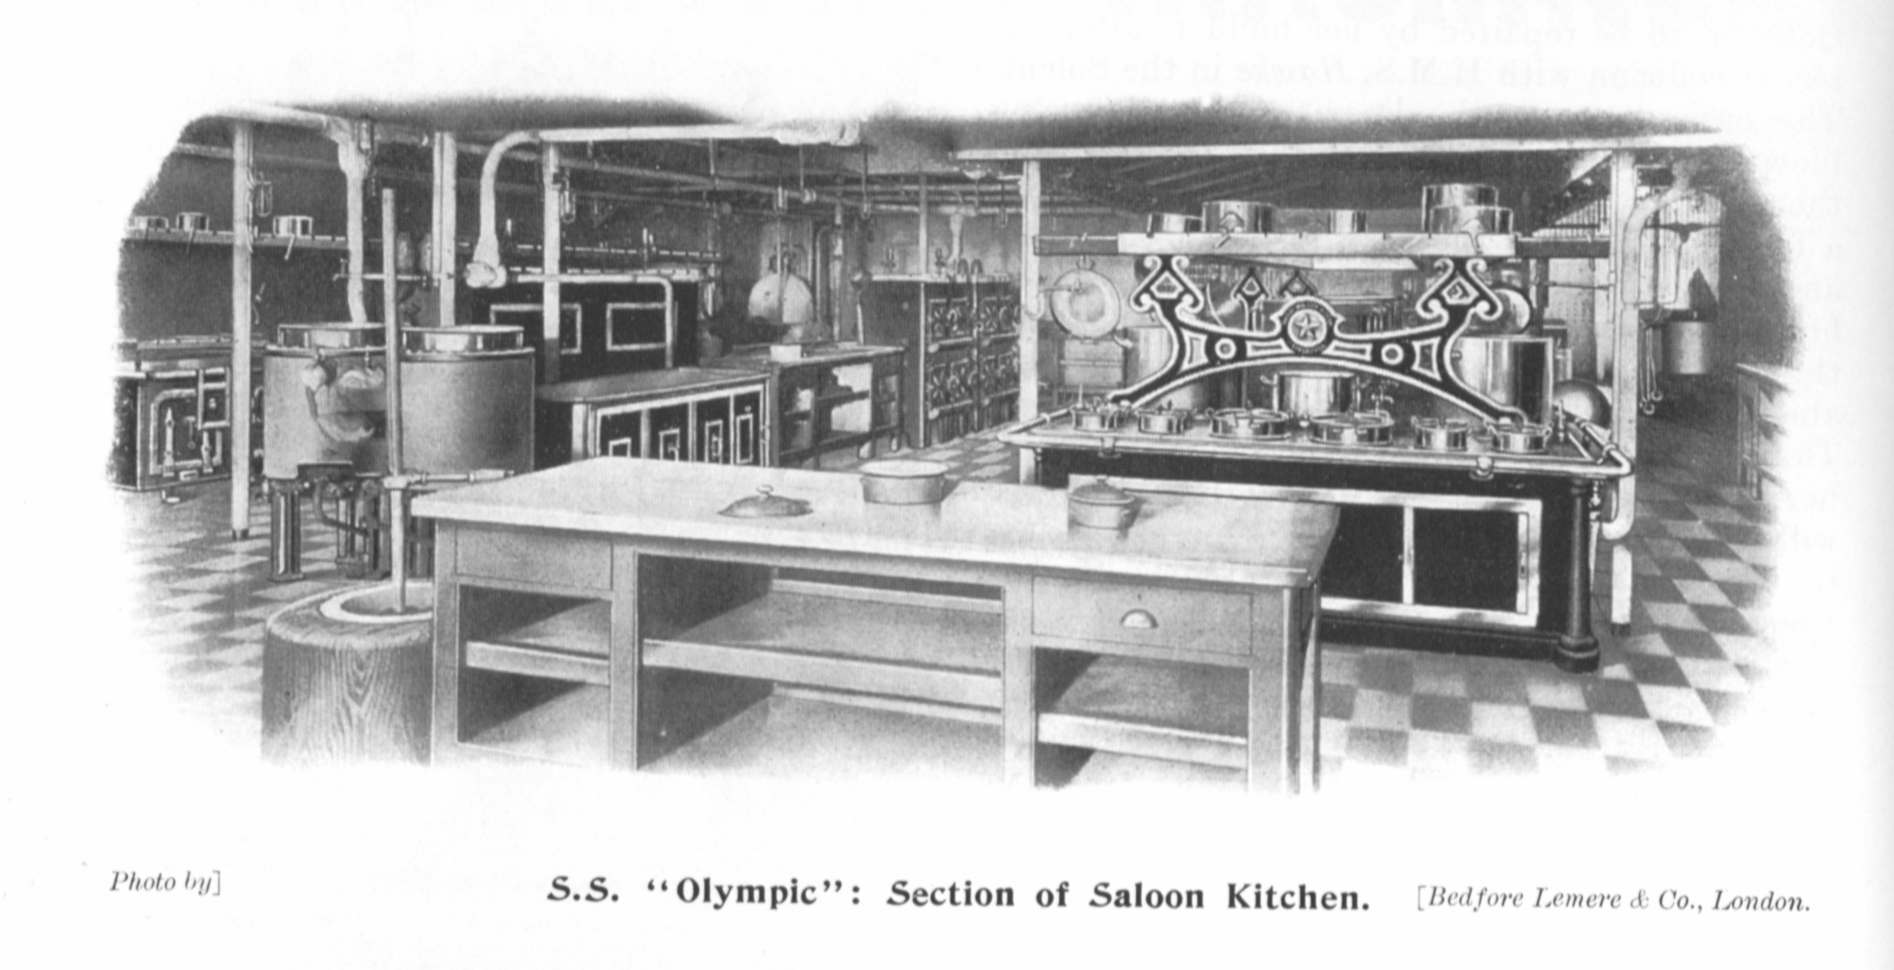 Photo by]
S.S. “Olympic”: Section of Saloon Kitchen.
[Bedfore Lemere & Co., London.